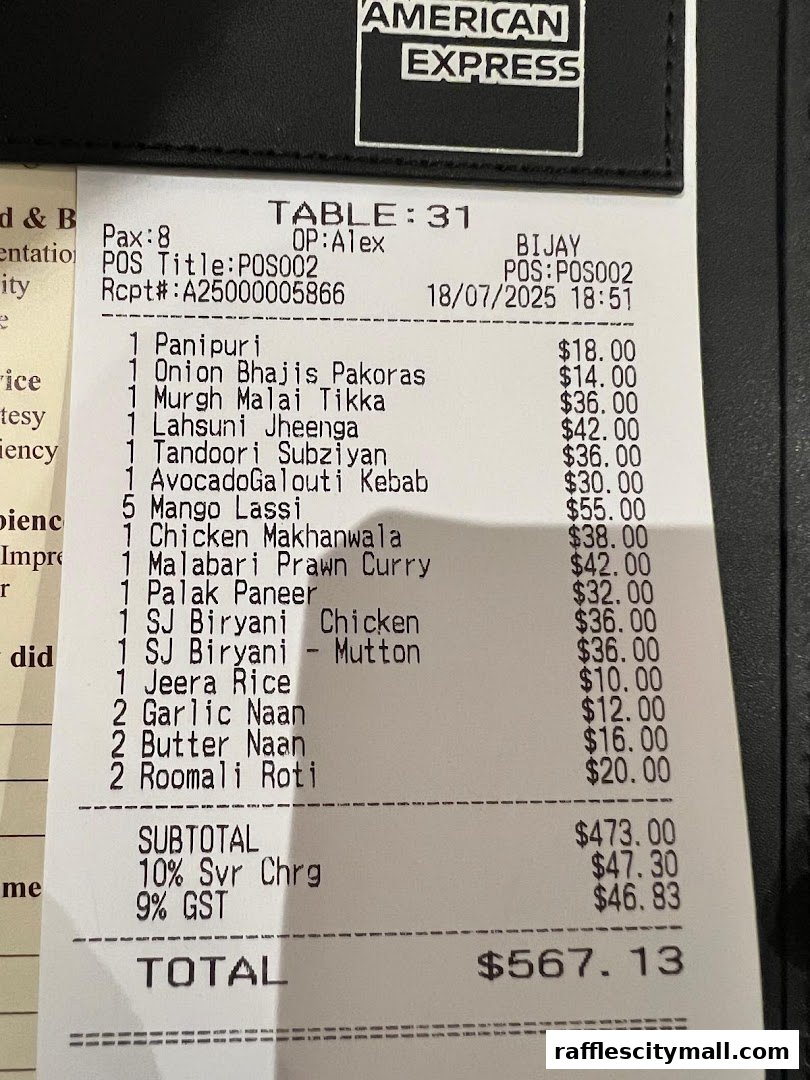 AMERICAN
EXPRESS
TABLE:31
Pax:8 OP:Alex BIJAY
POS Title:POS002 POS:POS002
Rcpt#:A25000005866 18/07/2025 18:51
1 Panipuri $18.00
1 Onion Bhajis Pakoras $14.00
1 Murgh Malai Tikka $36.00
1 Lahsuni Jheenga $42.00
1 Tandoori Subziyan $36.00
1 AvocadoGalouti Kebab $30.00
5 Mango Lassi $55.00
1 Chicken Makhanwala $38.00
1 Malabari Prawn Curry $42.00
1 Palak Paneer $32.00
1 SJ Biryani Chicken $36.00
1 SJ Biryani - Mutton $36.00
1 Jeera Rice $10.00
2 Garlic Naan $12.00
2 Butter Naan $16.00
2 Roomali Roti $20.00
SUBTOTAL $473.00
10% Svr Chrg $47.30
9% GST $46.83
TOTAL $567.13
d & B
did
me
rafflescitymall.com